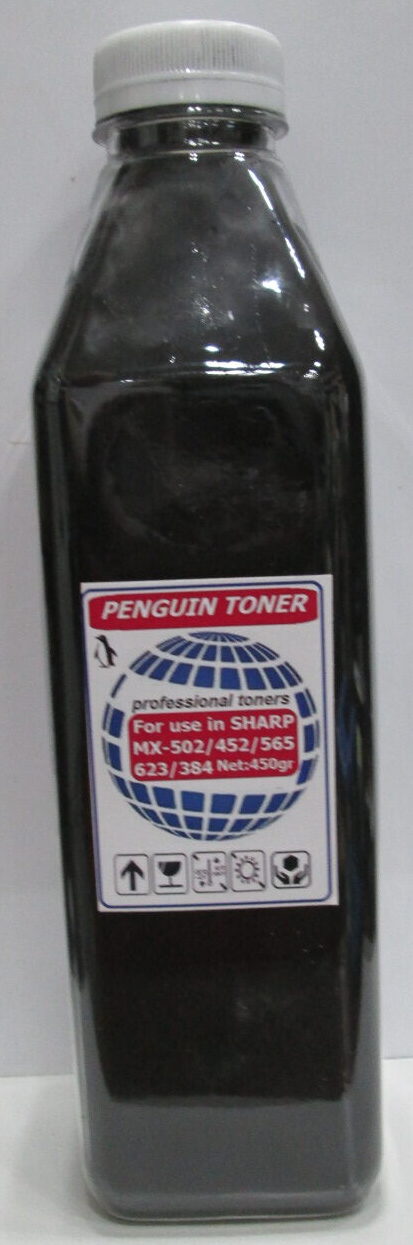 PENGUIN TONER
professional toners
For use in SHARP
MX-502/452/565
623/384 Net:450gr